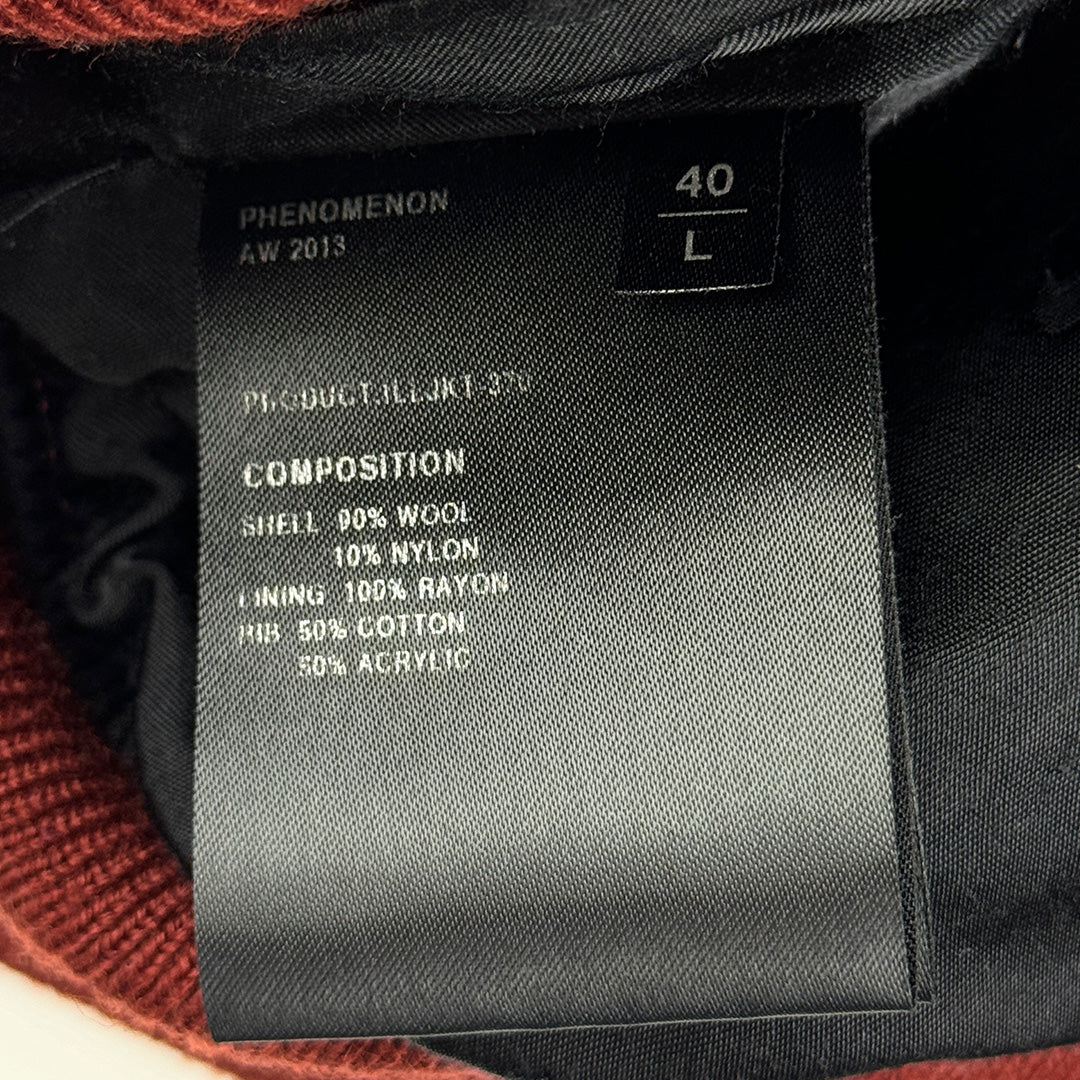 PHENOMENON
AW 2013
40
L
COMPOSITION
SHELL 90% WOOL
10% NYLON
LINING 100% RAYON
RIB 50% COTTON
50% ACRYLIC